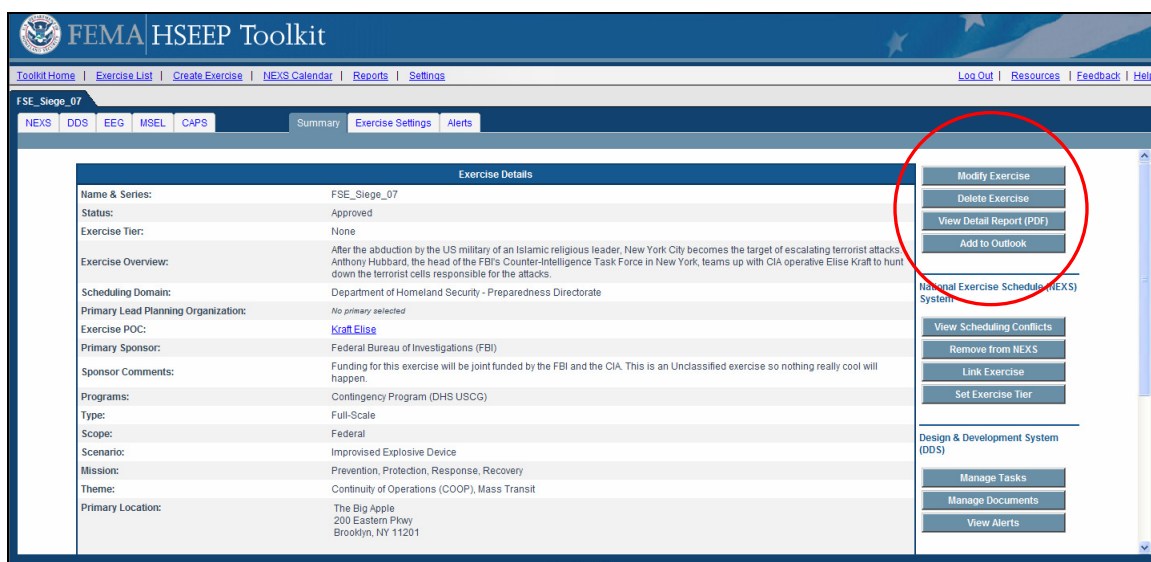 FEMA HSEEP Toolkit
Toolkit Home | Exercise List | Create Exercise | NEXS Calendar | Reports | Settings
Log Out | Resources | Feedback | Help
FSE_Siege_07
NEXS DDS EEG MSEL CAPS Summary Exercise Settings Alerts
Exercise Details
Name & Series: FSE_Siege_07
Status: Approved
Exercise Tier: None
Exercise Overview: After the abduction by the US military of an Islamic religious leader, New York City becomes the target of escalating terrorist attacks.
Anthony Hubbard, the head of the FBI's Counter-Intelligence Task Force in New York, teams up with CIA operative Elise Kraft to hunt
down the terrorist cells responsible for the attacks.
Scheduling Domain: Department of Homeland Security - Preparedness Directorate
Primary Lead Planning Organization: No primary selected
Exercise POC: Kraft Elise
Primary Sponsor: Federal Bureau of Investigations (FBI)
Sponsor Comments: Funding for this exercise will be joint funded by the FBI and the CIA. This is an Unclassified exercise so nothing really cool will
happen.
Programs: Contingency Program (DHS USCG)
Type: Full-Scale
Scope: Federal
Scenario: Improvised Explosive Device
Mission: Prevention, Protection, Response, Recovery
Theme: Continuity of Operations (COOP), Mass Transit
Primary Location: The Big Apple
200 Eastern Pkwy
Brooklyn, NY 11201
Modify Exercise
Delete Exercise
View Detail Report (PDF)
Add to Outlook
National Exercise Schedule (NEXS)
System
View Scheduling Conflicts
Remove from NEXS
Link Exercise
Set Exercise Tier
Design & Development System
(DDS)
Manage Tasks
Manage Documents
View Alerts